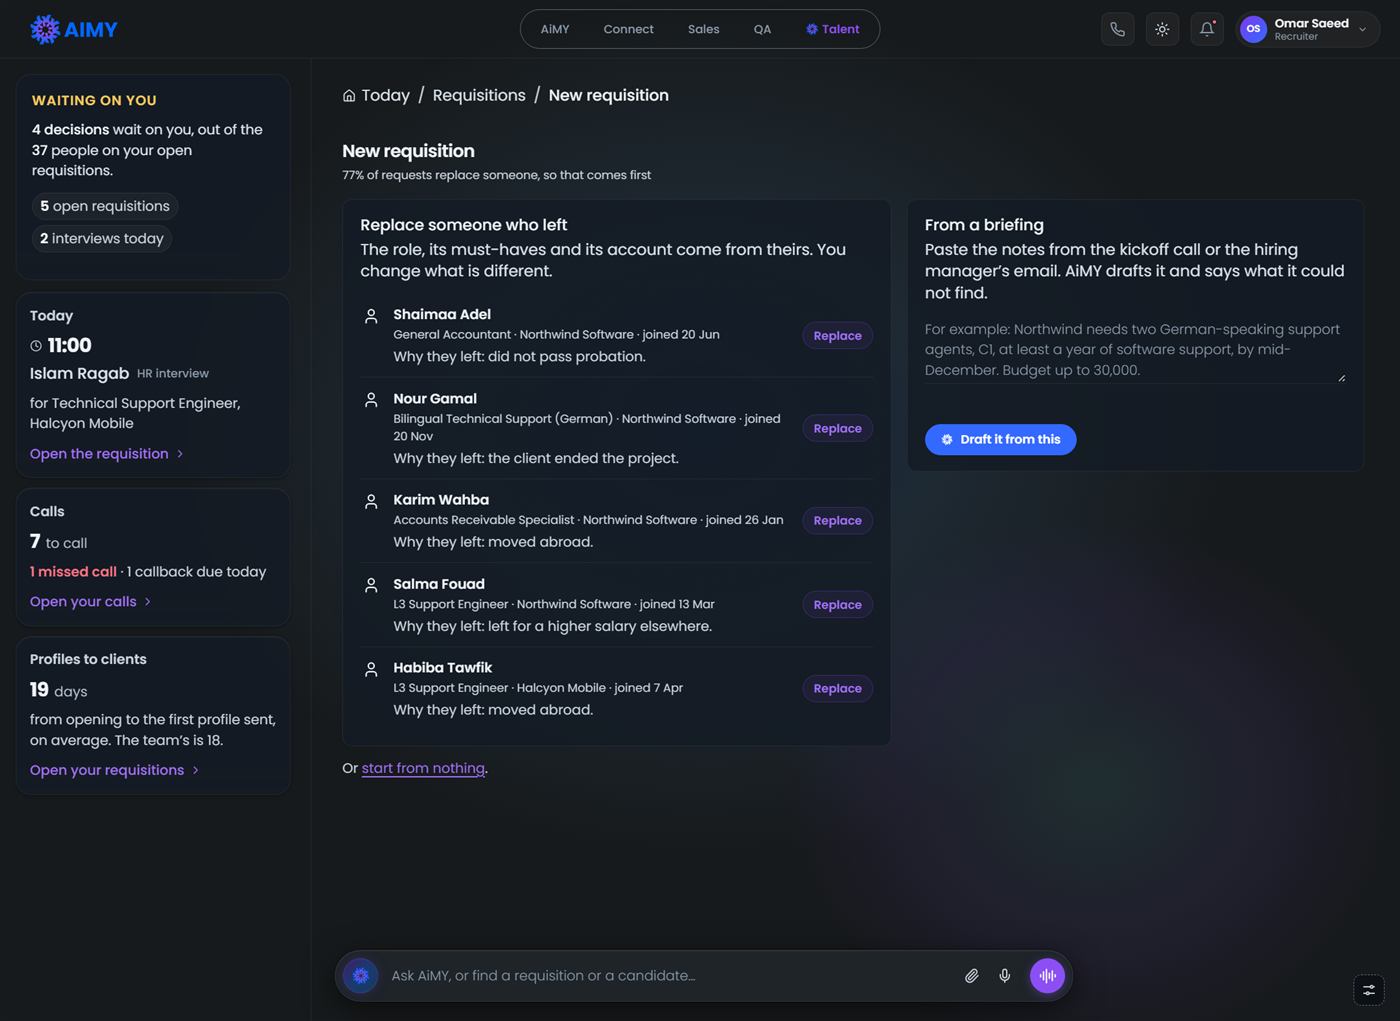 AIMY
AiMY
Connect
Sales
QA
Talent
OS
Omar Saeed
Recruiter
WAITING ON YOU
4 decisions wait on you, out of the
37 people on your open
requisitions.
5 open requisitions
2 interviews today
Today
11:00
Islam Ragab HR interview
for Technical Support Engineer,
Halcyon Mobile
Open the requisition
Calls
7 to call
1 missed call · 1 callback due today
Open your calls
Profiles to clients
19 days
from opening to the first profile sent,
on average. The team’s is 18.
Open your requisitions
Today / Requisitions / New requisition
New requisition
77% of requests replace someone, so that comes first
Replace someone who left
The role, its must-haves and its account come from theirs. You
change what is different.
Shaimaa Adel
General Accountant · Northwind Software · joined 20 Jun
Why they left: did not pass probation.
Replace
Nour Gamal
Bilingual Technical Support (German) · Northwind Software · joined
20 Nov
Why they left: the client ended the project.
Replace
Karim Wahba
Accounts Receivable Specialist · Northwind Software · joined 26 Jan
Why they left: moved abroad.
Replace
Salma Fouad
L3 Support Engineer · Northwind Software · joined 13 Mar
Why they left: left for a higher salary elsewhere.
Replace
Habiba Tawfik
L3 Support Engineer · Halcyon Mobile · joined 7 Apr
Why they left: moved abroad.
Replace
Or start from nothing.
From a briefing
Paste the notes from the kickoff call or the hiring
manager’s email. AiMY drafts it and says what it could
not find.
For example: Northwind needs two German-speaking support
agents, C1, at least a year of software support, by mid-
December. Budget up to 30,000.
Draft it from this
Ask AiMY, or find a requisition or a candidate...